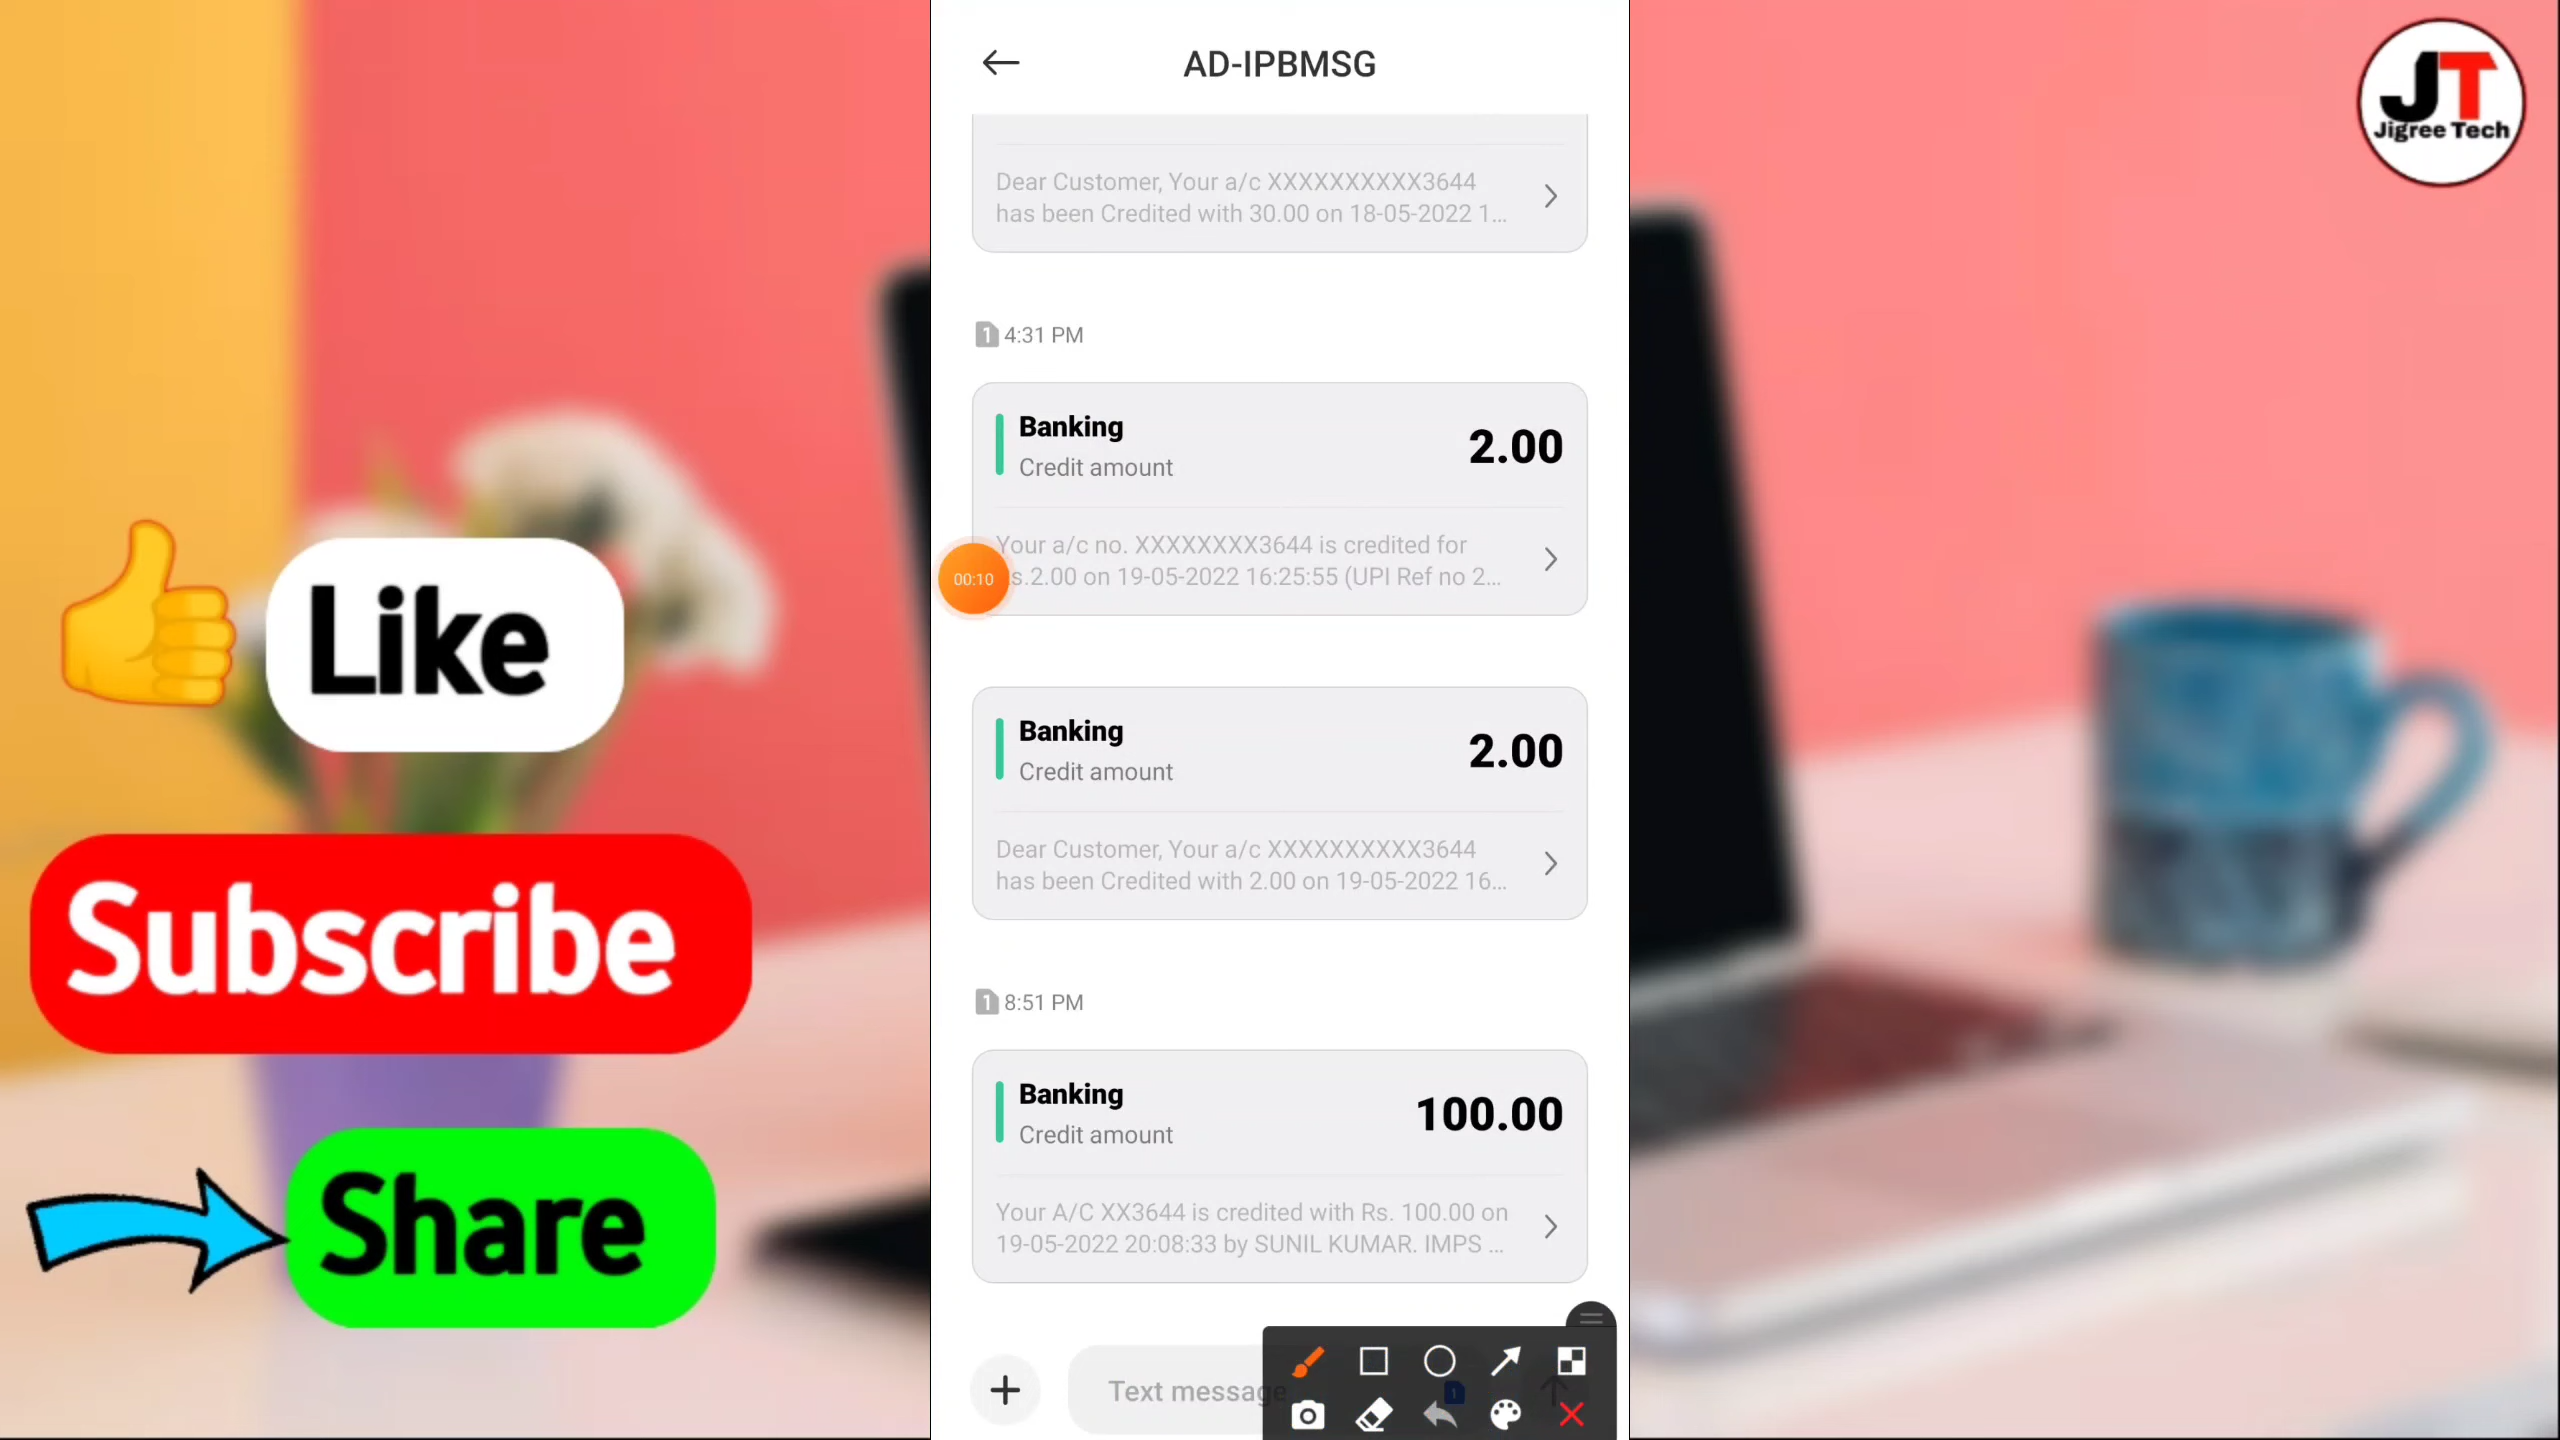 AD-IPBMSG
JT
Jigree Tech
Dear Customer, Your a/c XXXXXXXXXX3644
has been Credited with 30.00 on 18-05-2022 1...
1 4:31 PM
Banking
Credit amount
2.00
Your a/c no. XXXXXXXX3644 is credited for
s.2.00 on 19-05-2022 16:25:55 (UPI Ref no 2...
00:10
Banking
Credit amount
2.00
Dear Customer, Your a/c XXXXXXXXXX3644
has been Credited with 2.00 on 19-05-2022 16...
1 8:51 PM
Banking
Credit amount
100.00
Your A/C XX3644 is credited with Rs. 100.00 on
19-05-2022 20:08:33 by SUNIL KUMAR. IMPS ...
Text message
1
Like
Subscribe
Share